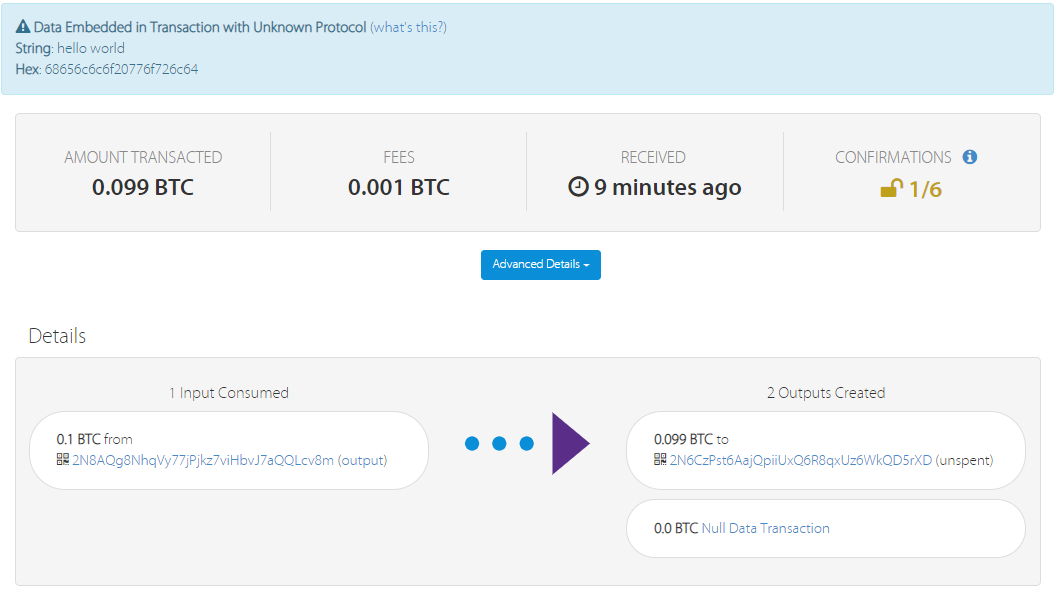 Data Embedded in Transaction with Unknown Protocol (what's this?)
String: hello world
Hex: 68656c6c6f20776f726c64
AMOUNT TRANSACTED
0.099 BTC
FEES
0.001 BTC
RECEIVED
9 minutes ago
CONFIRMATIONS
1/6
Advanced Details
Details
1 Input Consumed
0.1 BTC from
2N8AQg8NhqVy77jPjkz7viHbvJ7aQQLcv8m (output)
2 Outputs Created
0.099 BTC to
2N6CzPst6AajQpiiUxQ6R8qxUz6WkQD5rXD (unspent)
0.0 BTC Null Data Transaction